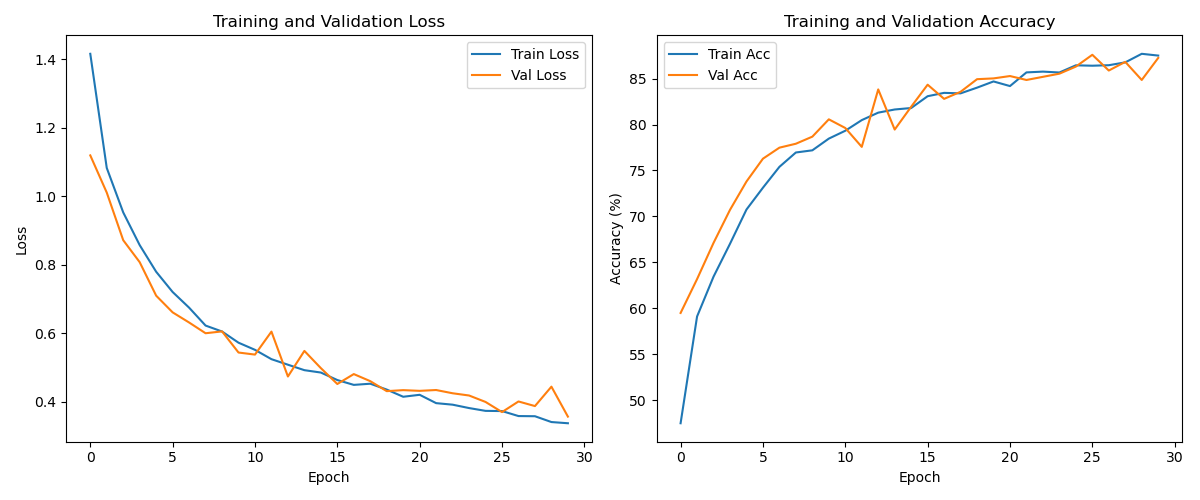 Training and Validation Loss
Train Loss
Val Loss
1.4
1.2
1.0
0.8
0.6
0.4
Loss
0 5 10 15 20 25 30
Epoch
Training and Validation Accuracy
Train Acc
Val Acc
85
80
75
70
65
60
55
50
Accuracy (%)
0 5 10 15 20 25 30
Epoch